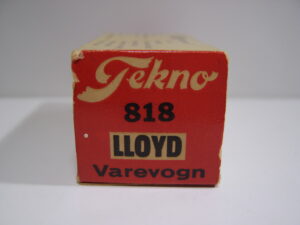 Tekno
818
LLOYD
Varevogn